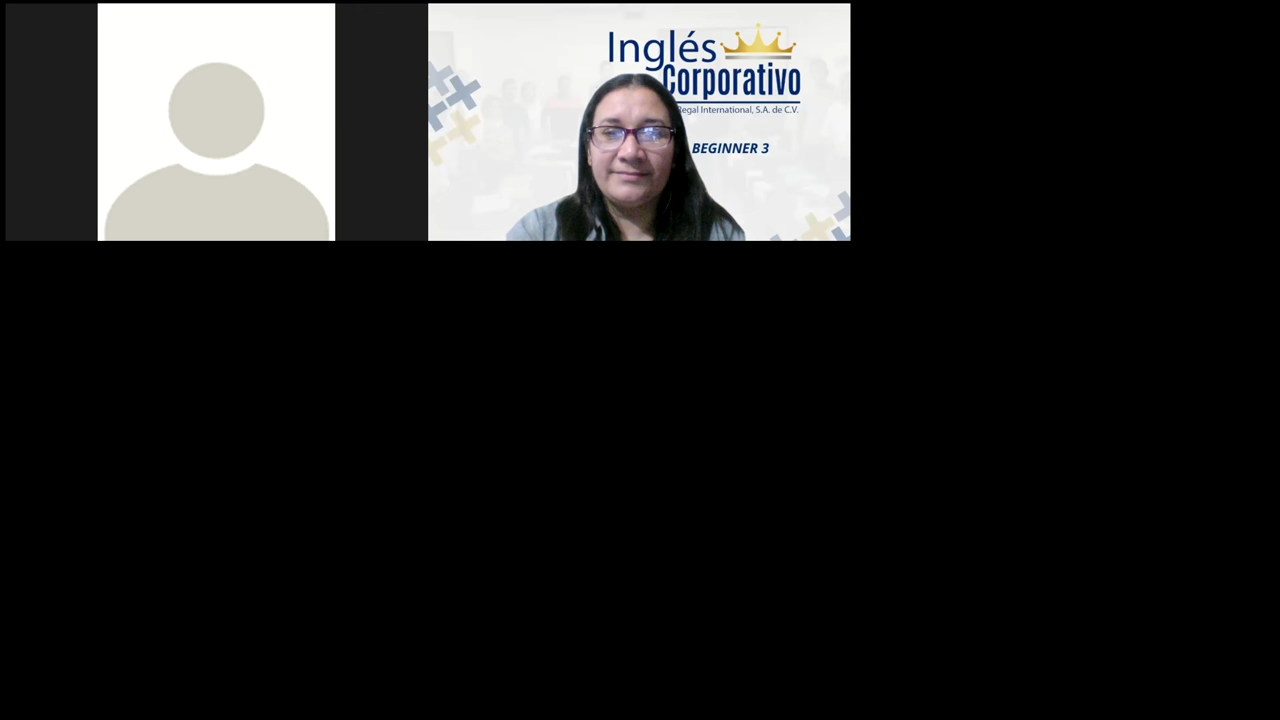 Inglés
Corporativo
Regal International, S.A. de C.V.
BEGINNER 3